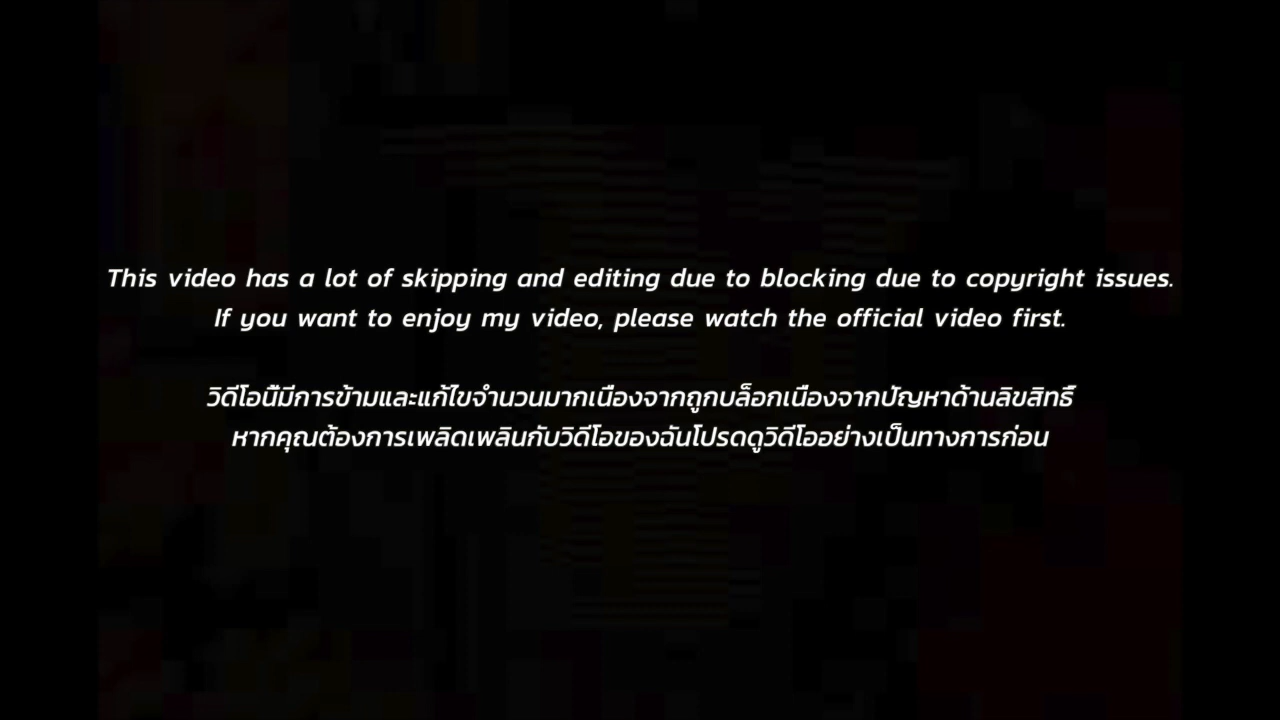 This video has a lot of skipping and editing due to blocking due to copyright issues.
If you want to enjoy my video, please watch the official video first.
วิดีโอนี้มีการข้ามและแก้ไขจำนวนมากเนื่องจากถูกบล็อกเนื่องจากปัญหาด้านลิขสิทธิ์
หากคุณต้องการเพลิดเพลินกับวิดีโอของฉันโปรดดูวิดีโออย่างเป็นทางการก่อน